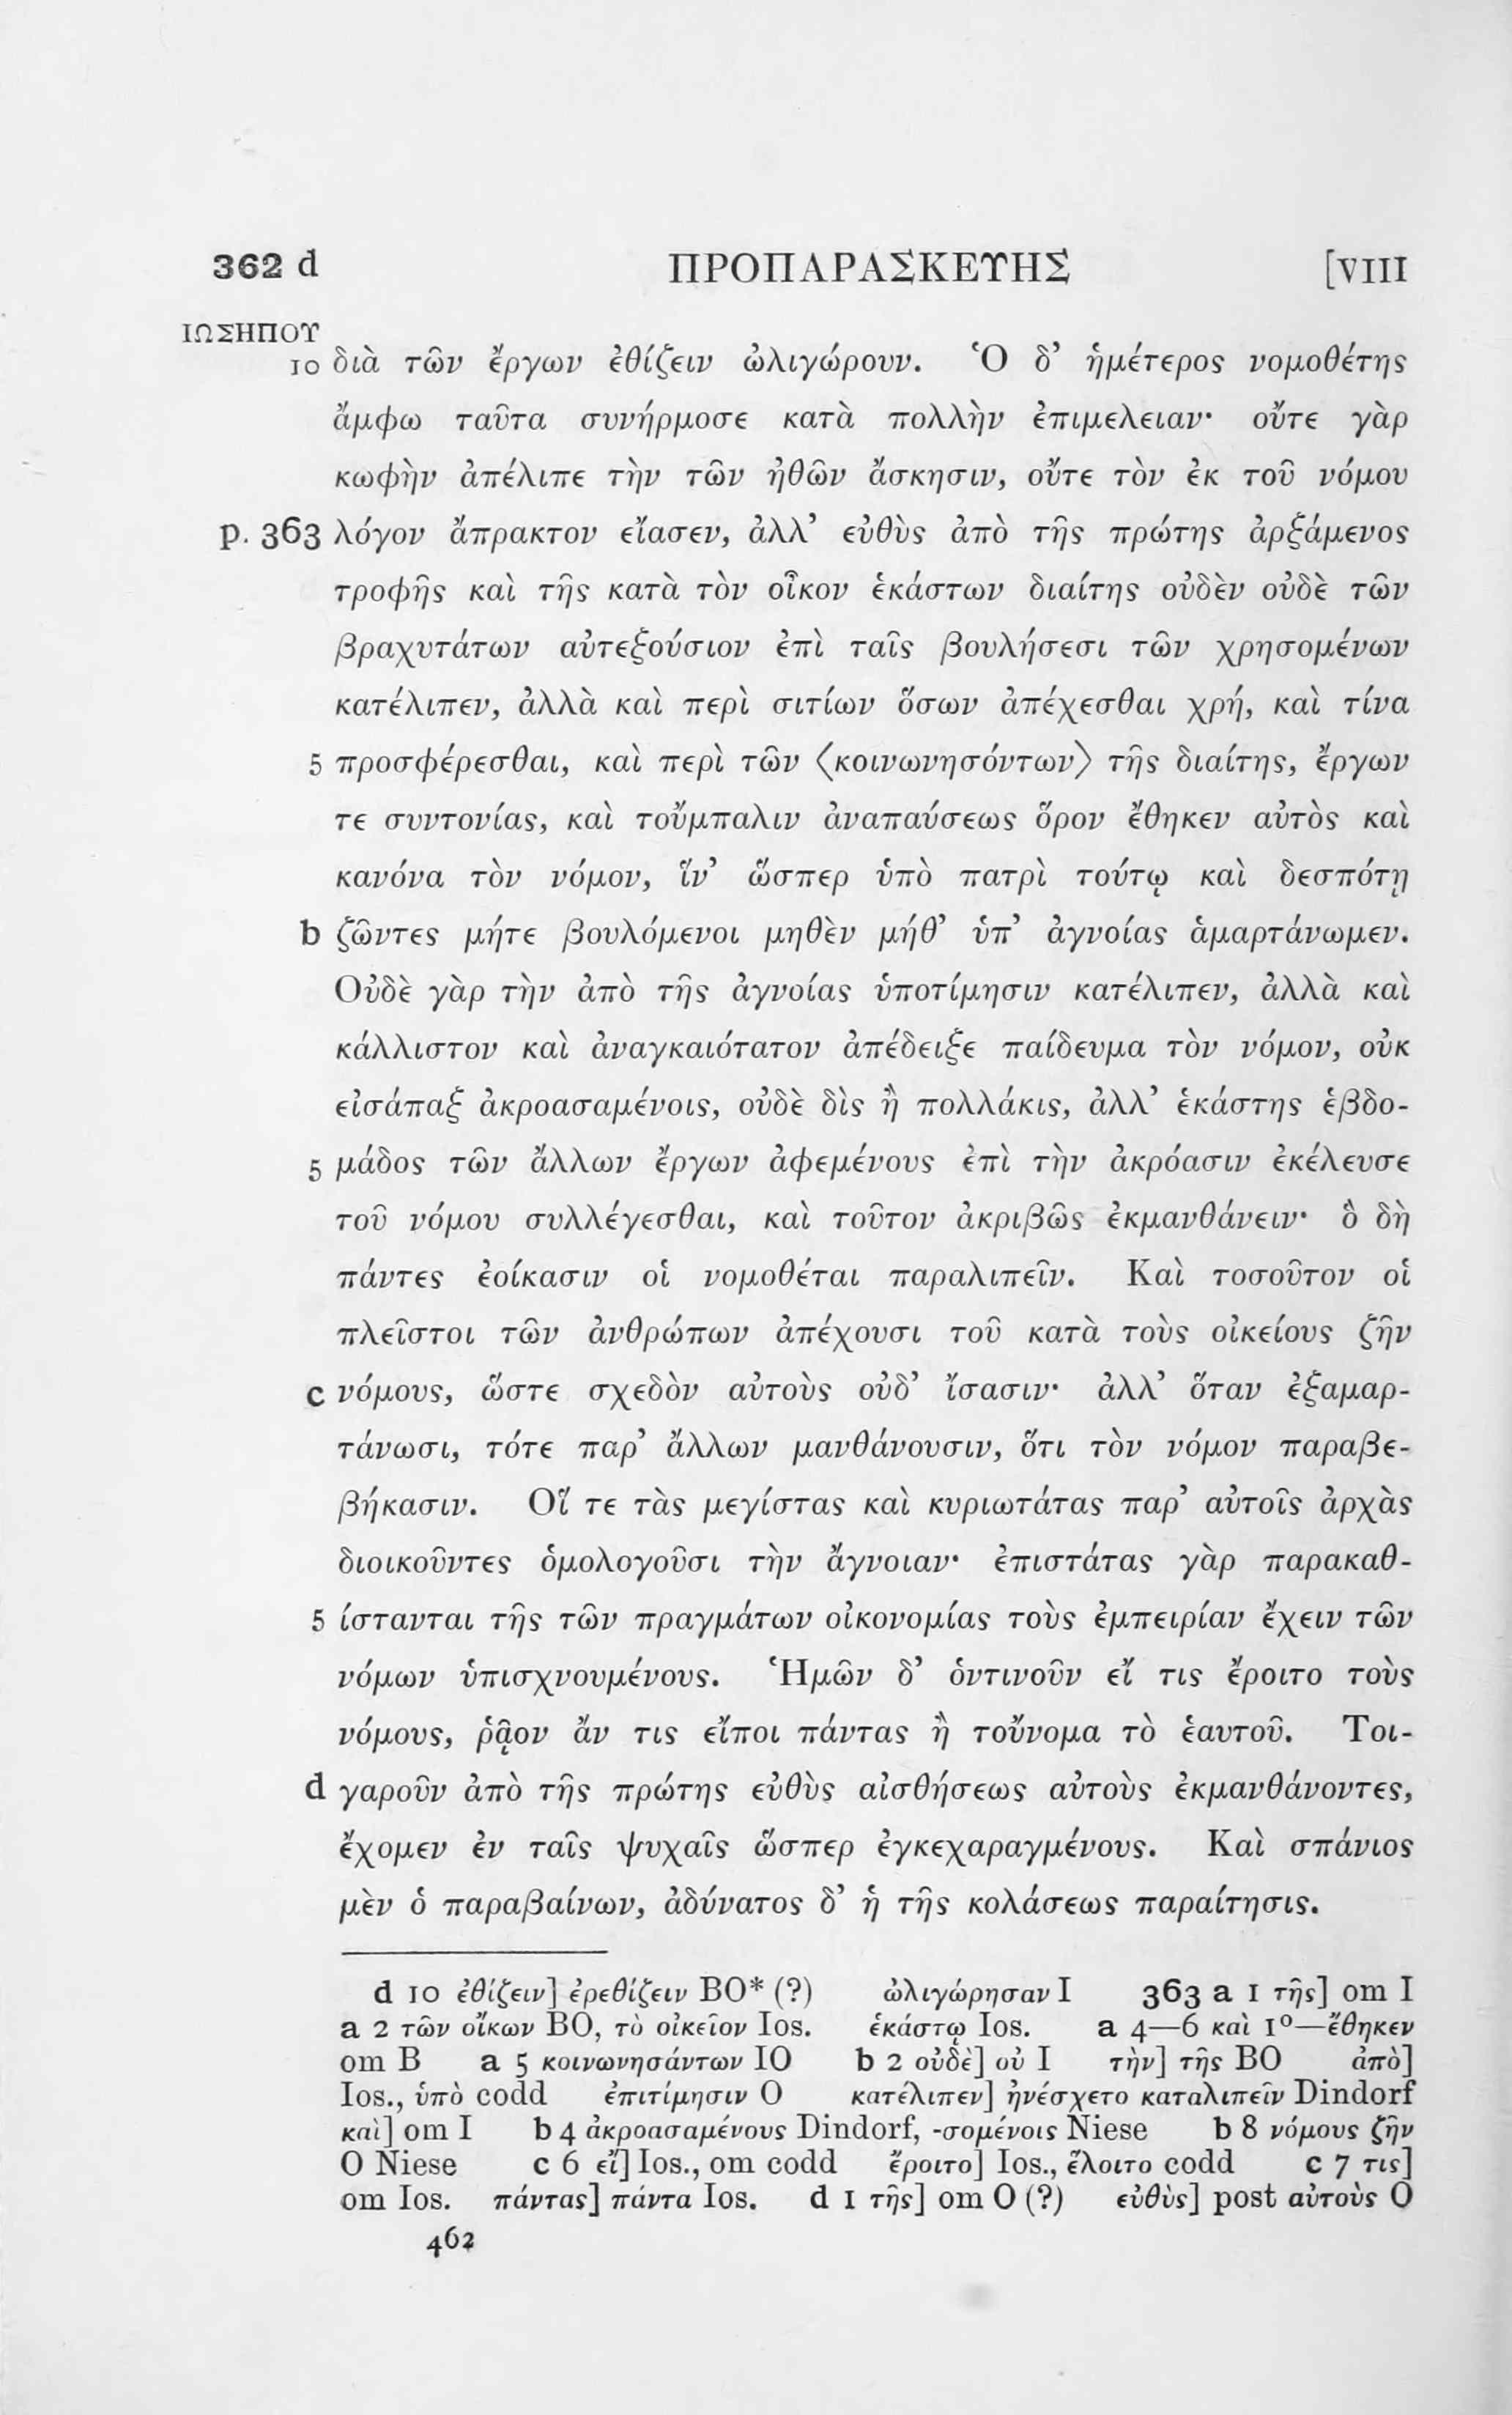 362 d ΠΡΟΠΑΡΑΣΚΕΥΗΣ [VIII
ΙΩΣΗΠΟΥ
10 διὰ τῶν ἔργων ἐθίζειν ὠλιγώρουν. Ὁ δ’ ἡμέτερος νομοθέτης
ἄμφω ταῦτα συνήρμοσε κατὰ πολλὴν ἐπιμελειαν· οὔτε γὰρ
κωφὴν ἀπέλιπε τὴν τῶν ἠθῶν ἄσκησιν, οὔτε τὸν ἐκ τοῦ νόμου
p. 363 λόγον ἄπρακτον εἴασεν, ἀλλ’ εὐθὺς ἀπὸ τῆς πρώτης ἀρξάμενος
τροφῆς καὶ τῆς κατὰ τὸν οἶκον ἑκάστων διαίτης οὐδὲν οὐδὲ τῶν
βραχυτάτων αὐτεξούσιον ἐπὶ ταῖς βουλήσεσι τῶν χρησομένων
κατέλιπεν, ἀλλὰ καὶ περὶ σιτίων ὅσων ἀπέχεσθαι χρή, καὶ τίνα
5 προσφέρεσθαι, καὶ περὶ τῶν ⟨κοινωνησόντων⟩ τῆς διαίτης, ἔργων
τε συντονίας, καὶ τοὔμπαλιν ἀναπαύσεως ὅρον ἔθηκεν αὐτὸς καὶ
κανόνα τὸν νόμον, ἵν’ ὥσπερ ὑπὸ πατρὶ τούτῳ καὶ δεσπότῃ
b ζῶντες μήτε βουλόμενοι μηθὲν μήθ’ ὑπ’ ἀγνοίας ἁμαρτάνωμεν.
Οὐδὲ γὰρ τὴν ἀπὸ τῆς ἀγνοίας ὑποτίμησιν κατέλιπεν, ἀλλὰ καὶ
κάλλιστον καὶ ἀναγκαιότατον ἀπέδειξε παίδευμα τὸν νόμον, οὐκ
εἰσάπαξ ἀκροασαμένοις, οὐδὲ δὶς ἢ πολλάκις, ἀλλ’ ἑκάστης ἑβδο-
5 μάδος τῶν ἄλλων ἔργων ἀφεμένους ἐπὶ τὴν ἀκρόασιν ἐκέλευσε
τοῦ νόμου συλλέγεσθαι, καὶ τοῦτον ἀκριβῶς ἐκμανθάνειν· ὃ δὴ
πάντες ἐοίκασιν οἱ νομοθέται παραλιπεῖν. Καὶ τοσοῦτον οἱ
πλεῖστοι τῶν ἀνθρώπων ἀπέχουσι τοῦ κατὰ τοὺς οἰκείους ζῆν
c νόμους, ὥστε σχεδὸν αὐτοὺς οὐδ’ ἴσασιν· ἀλλ’ ὅταν ἐξαμαρ-
τάνωσι, τότε παρ’ ἄλλων μανθάνουσιν, ὅτι τὸν νόμον παραβε-
βήκασιν. Οἵ τε τὰς μεγίστας καὶ κυριωτάτας παρ’ αὐτοῖς ἀρχὰς
διοικοῦντες ὁμολογοῦσι τὴν ἄγνοιαν· ἐπιστάτας γὰρ παρακαθ-
5 ίστανται τῆς τῶν πραγμάτων οἰκονομίας τοὺς ἐμπειρίαν ἔχειν τῶν
νόμων ὑπισχνουμένους. Ἡμῶν δ’ ὁντινοῦν εἴ τις ἔροιτο τοὺς
νόμους, ῥᾷον ἄν τις εἴποι πάντας ἢ τοὔνομα τὸ ἑαυτοῦ. Τοι-
d γαροῦν ἀπὸ τῆς πρώτης εὐθὺς αἰσθήσεως αὐτοὺς ἐκμανθάνοντες,
ἔχομεν ἐν ταῖς ψυχαῖς ὥσπερ ἐγκεχαραγμένους. Καὶ σπάνιος
μὲν ὁ παραβαίνων, ἀδύνατος δ’ ἡ τῆς κολάσεως παραίτησις.
d 10 ἐθίζειν] ἐρεθίζειν BO* (?) ὠλιγώρησαν I 363 a 1 τῆς] om I
a 2 τῶν οἴκων BO, τὸ οἰκεῖον Ios. ἑκάστῳ Ios. a 4—6 καὶ 1º—ἔθηκεν
om B a 5 κοινωνησάντων IO b 2 οὐδὲ] οὐ I τὴν] τῆς BO ἀπὸ]
Ios., ὑπὸ codd ἐπιτίμησιν O κατέλιπεν] ἠνέσχετο καταλιπεῖν Dindorf
καὶ] om I b 4 ἀκροασαμένους Dindorf, -σομένοις Niese b 8 νόμους ζῆν
O Niese c 6 εἴ] Ios., om codd ἔροιτο] Ios., ἕλοιτο codd c 7 τις]
om Ios. πάντας] πάντα Ios. d 1 τῆς] om O (?) εὐθὺς] post αὐτοὺς O
462